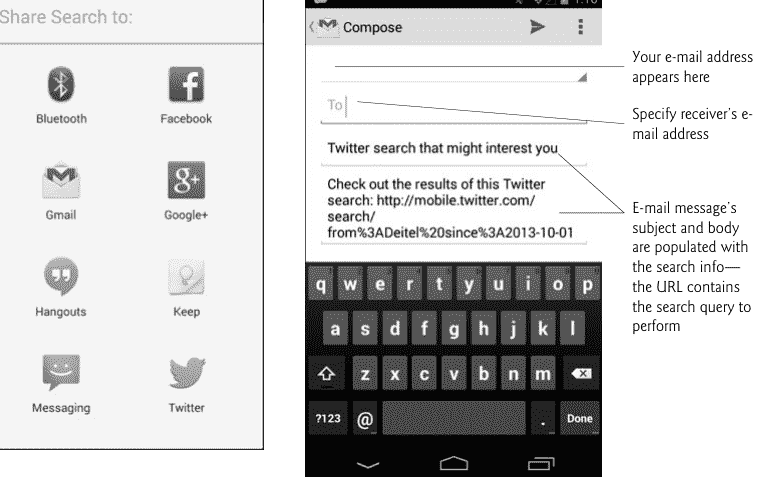 Share Search to:
Bluetooth
Facebook
Gmail
Google+
Hangouts
Keep
Messaging
Twitter
1:10
Compose
To
Twitter search that might interest you
Check out the results of this Twitter
search: http://mobile.twitter.com/
search/
from%3ADeitel%20since%3A2013-10-01
q w e r t y u i o p
a s d f g h j k l
z x c v b n m
?123 @ . Done
Your e-mail address
appears here
Specify receiver's e-
mail address
E-mail message's
subject and body
are populated with
the search info—
the URL contains
the search query to
perform